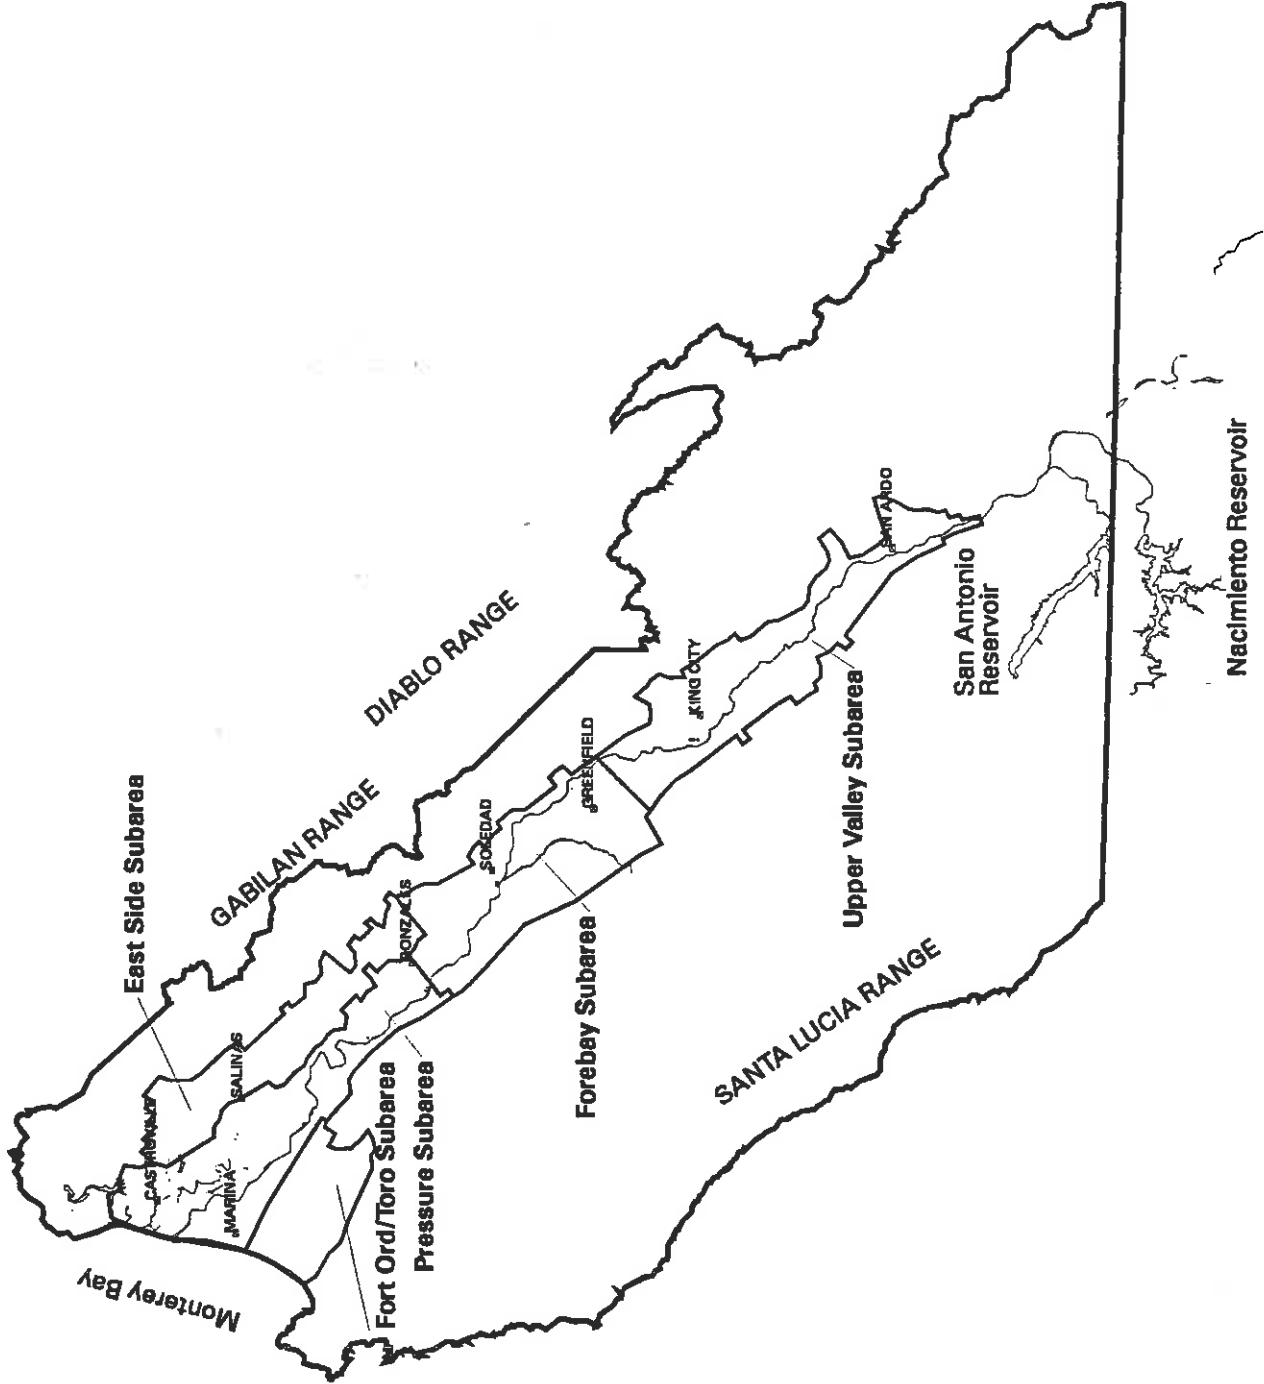 Monterey Bay
East Side Subarea
GABILAN RANGE
DIABLO RANGE
CASTROVILLE
SALINAS
MARINA
GONZALES
SOLEDAD
GREENFIELD
KING CITY
SAN ARDO
Fort Ord/Toro Subarea
Pressure Subarea
Forebay Subarea
Upper Valley Subarea
SANTA LUCIA RANGE
San Antonio
Reservoir
Nacimiento Reservoir